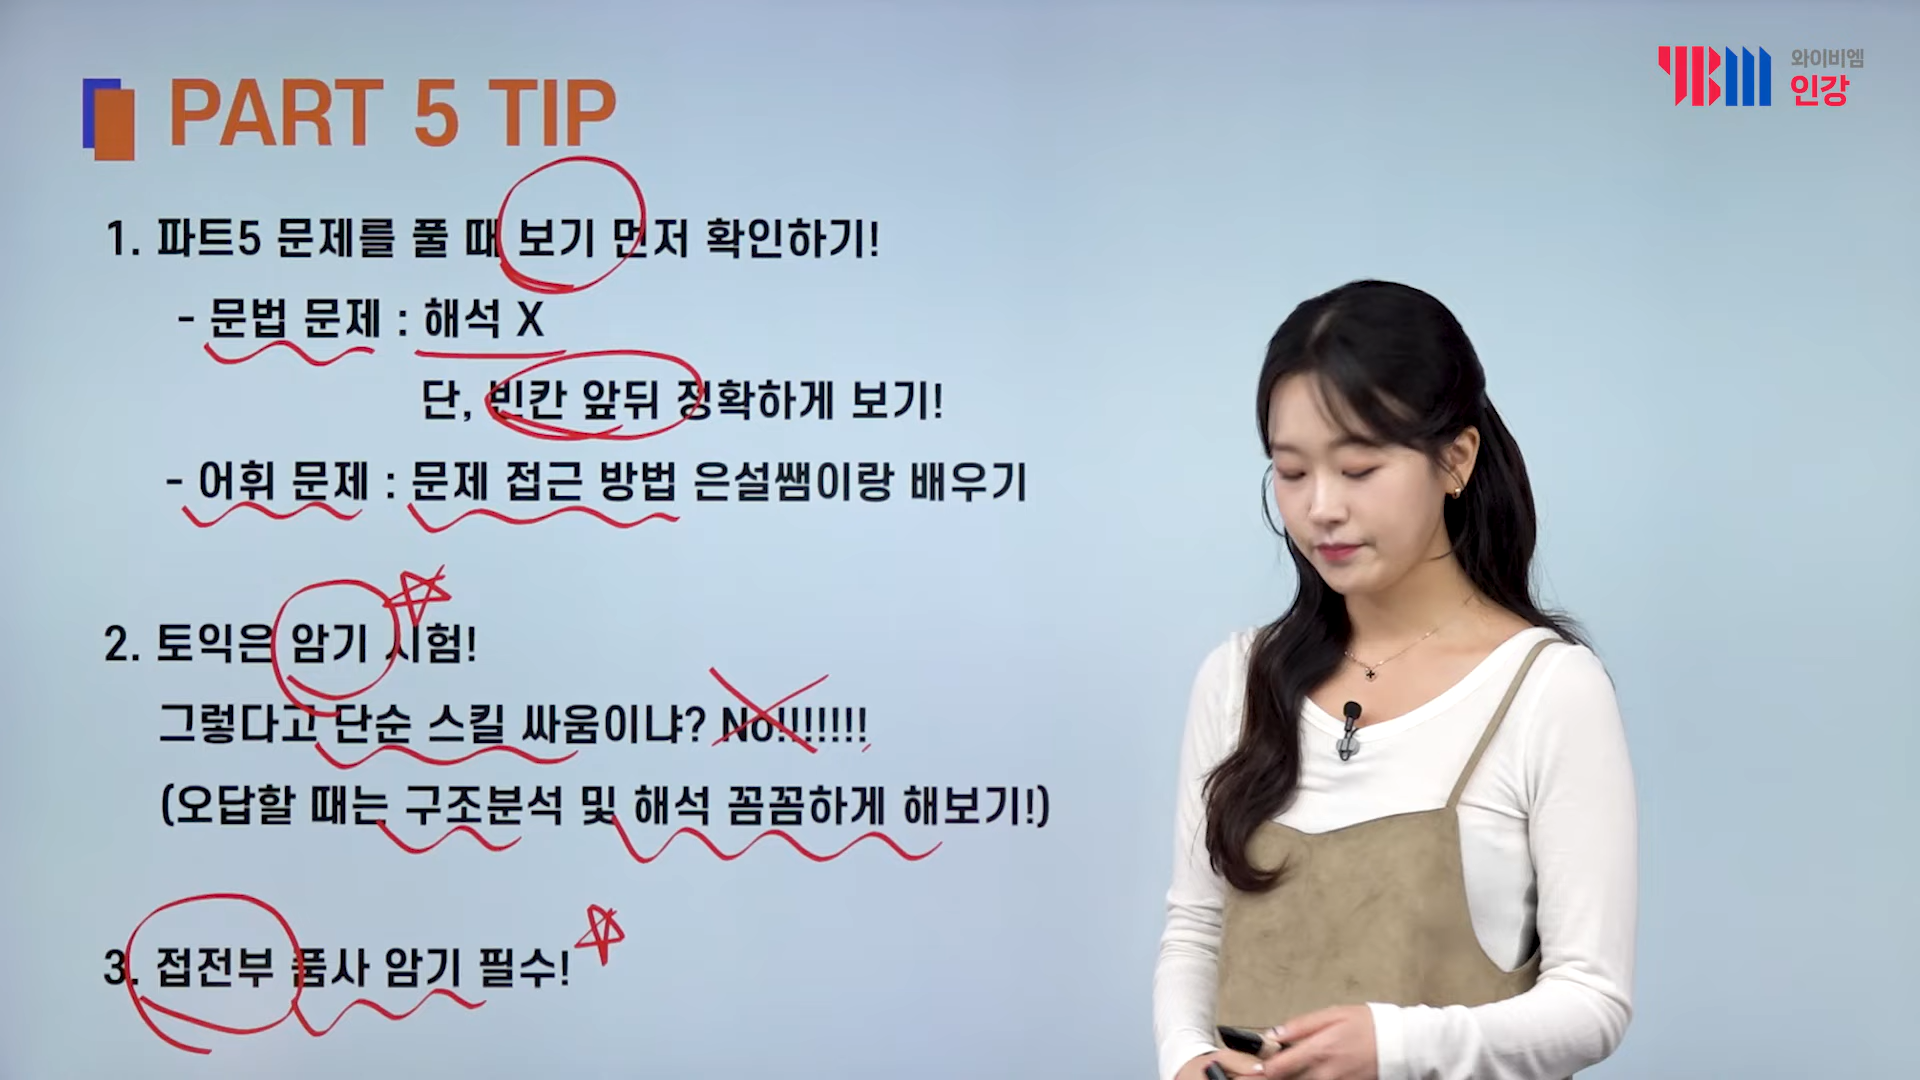 PART 5 TIP
YBM 와이비엠
인강
1. 파트5 문제를 풀 때 보기 먼저 확인하기!
- 문법 문제 : 해석 X
단, 빈칸 앞뒤 정확하게 보기!
- 어휘 문제 : 문제 접근 방법 은설쌤이랑 배우기
2. 토익은 암기 시험!
그렇다고 단순 스킬 싸움이냐? No!!!!!!!
(오답할 때는 구조분석 및 해석 꼼꼼하게 해보기!)
3. 접전부 품사 암기 필수!